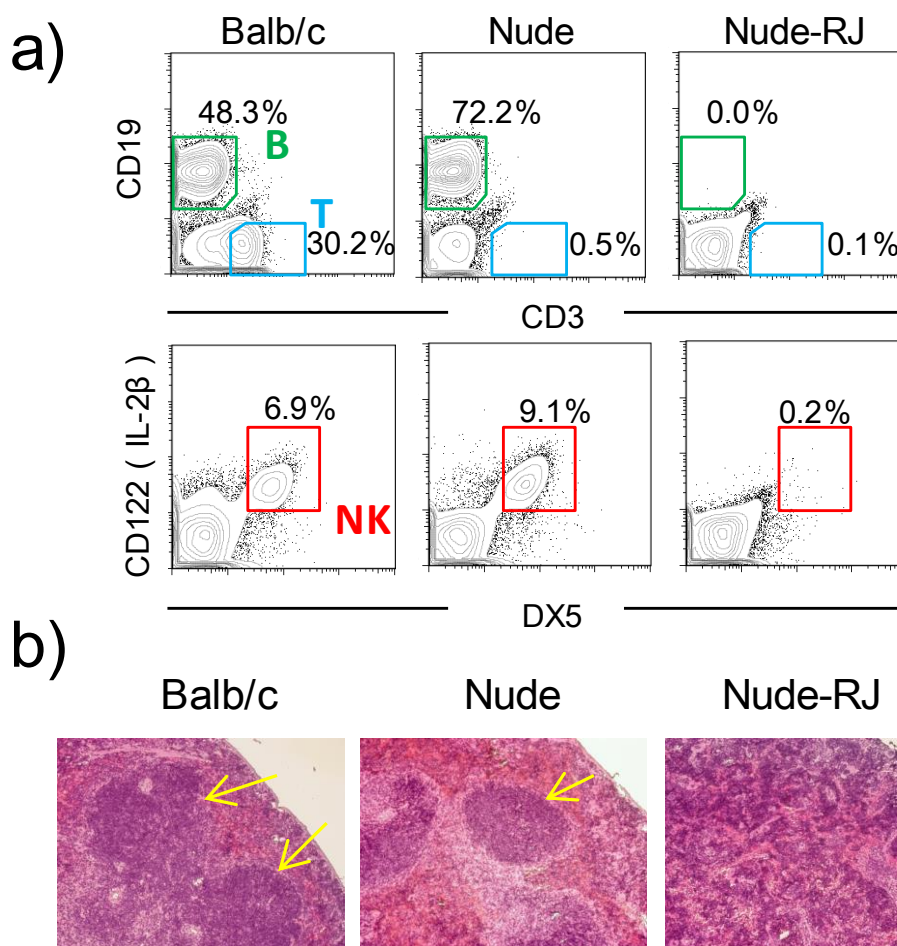 a)
Balb/c Nude Nude-RJ
CD19
48.3% 72.2% 0.0%
B
T
30.2% 0.5% 0.1%
CD3
CD122 ( IL-2β )
6.9% 9.1% 0.2%
NK
DX5
b)
Balb/c Nude Nude-RJ